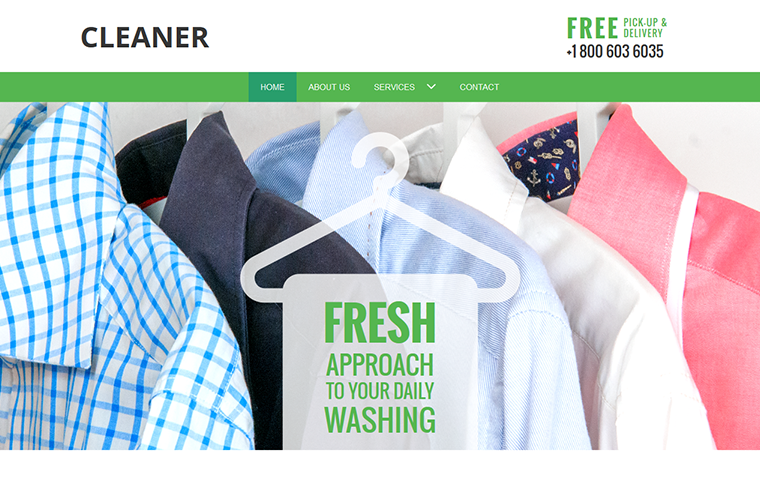 CLEANER
FREE PICK-UP &
DELIVERY
+1 800 603 6035
HOME ABOUT US SERVICES CONTACT
FRESH
APPROACH
TO YOUR DAILY
WASHING